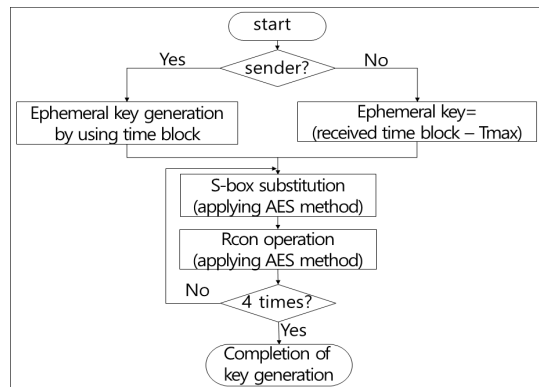 start
sender?
Yes
No
Ephemeral key generation
by using time block
Ephemeral key=
(received time block – Tmax)
S-box substitution
(applying AES method)
Rcon operation
(applying AES method)
No
4 times?
Yes
Completion of
key generation